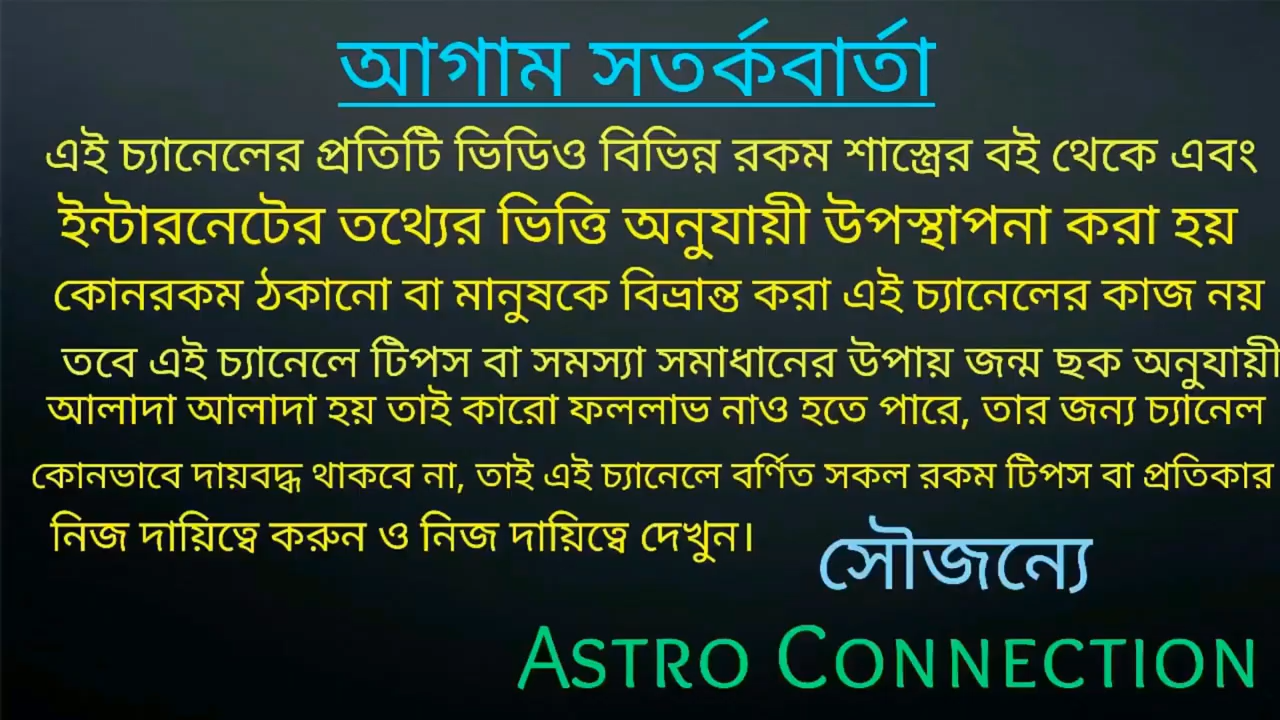 আগাম সতর্কবার্তা
এই চ্যানেলের প্রতিটি ভিডিও বিভিন্ন রকম শাস্ত্রের বই থেকে এবং
ইন্টারনেটের তথ্যের ভিত্তি অনুযায়ী উপস্থাপনা করা হয়
কোনরকম ঠকানো বা মানুষকে বিভ্রান্ত করা এই চ্যানেলের কাজ নয়
তবে এই চ্যানেলে টিপস বা সমস্যা সমাধানের উপায় জন্ম ছক অনুযায়ী
আলাদা আলাদা হয় তাই কারো ফললাভ নাও হতে পারে, তার জন্য চ্যানেল
কোনভাবে দায়বদ্ধ থাকবে না, তাই এই চ্যানেলে বর্ণিত সকল রকম টিপস বা প্রতিকার
নিজ দায়িত্বে করুন ও নিজ দায়িত্বে দেখুন।
সৌজন্যে
ASTRO CONNECTION